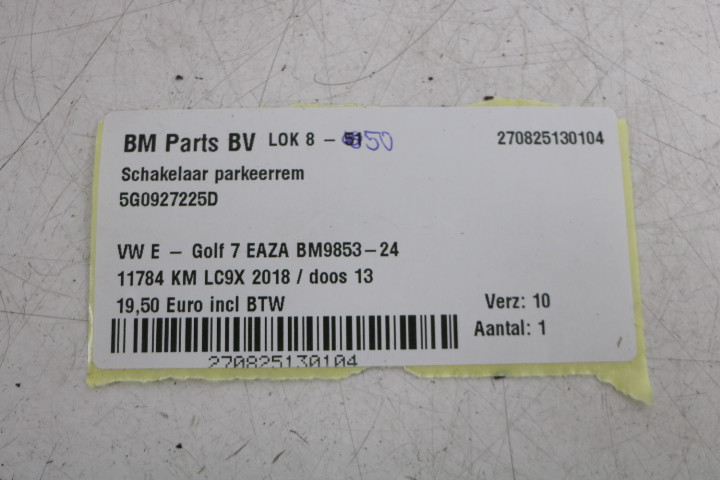 BM Parts BV LOK 8 – 50 270825130104
Schakelaar parkeerrem
5G0927225D
VW E – Golf 7 EAZA BM9853–24
11784 KM LC9X 2018 / doos 13
19,50 Euro incl BTW Verz: 10
Aantal: 1
270825130104